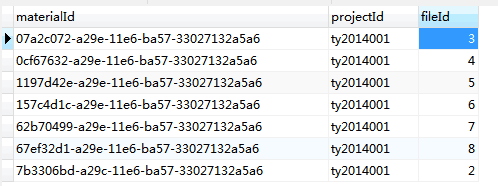 materialId projectId fileId
07a2c072-a29e-11e6-ba57-33027132a5a6 ty2014001 3
0cf67632-a29e-11e6-ba57-33027132a5a6 ty2014001 4
1197d42e-a29e-11e6-ba57-33027132a5a6 ty2014001 5
157c4d1c-a29e-11e6-ba57-33027132a5a6 ty2014001 6
62b70499-a29e-11e6-ba57-33027132a5a6 ty2014001 7
67ef32d1-a29e-11e6-ba57-33027132a5a6 ty2014001 8
7b3306bd-a29c-11e6-ba57-33027132a5a6 ty2014001 2